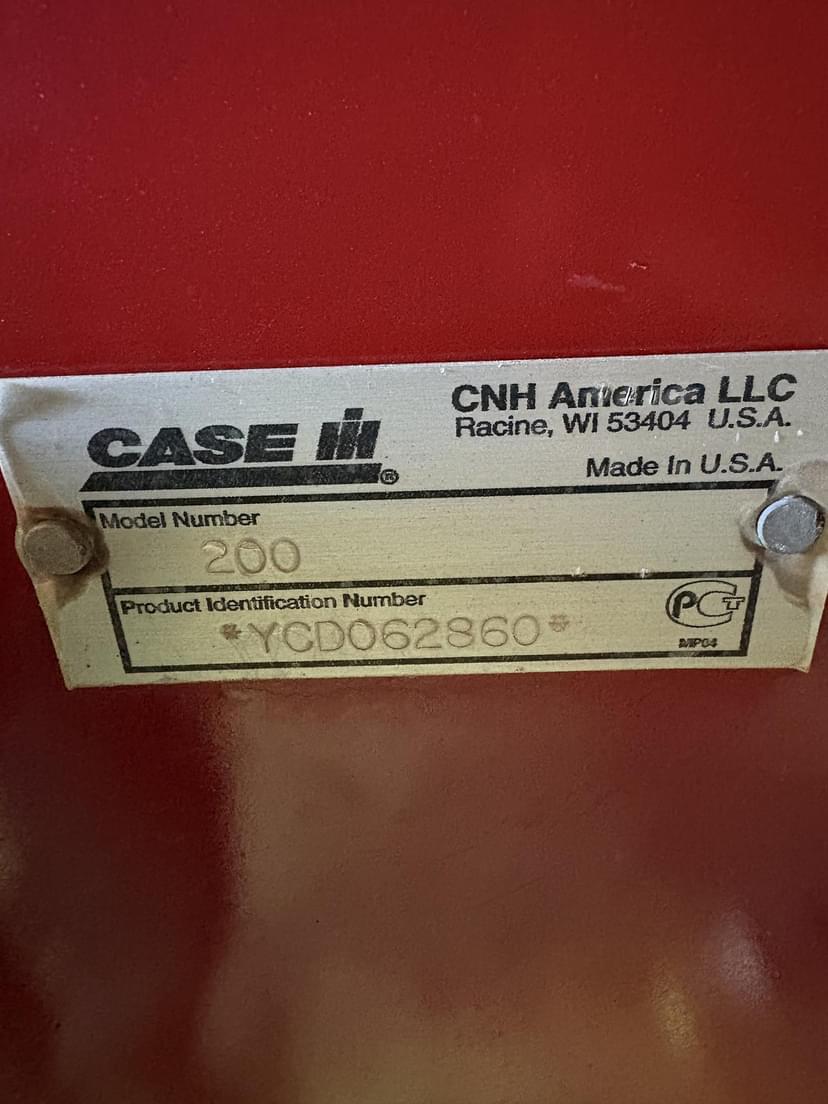 CASE IH®
CNH America LLC
Racine, WI 53404 U.S.A.
Made In U.S.A.
Model Number
200
Product Identification Number
*YCD062860*
PCT
MP04